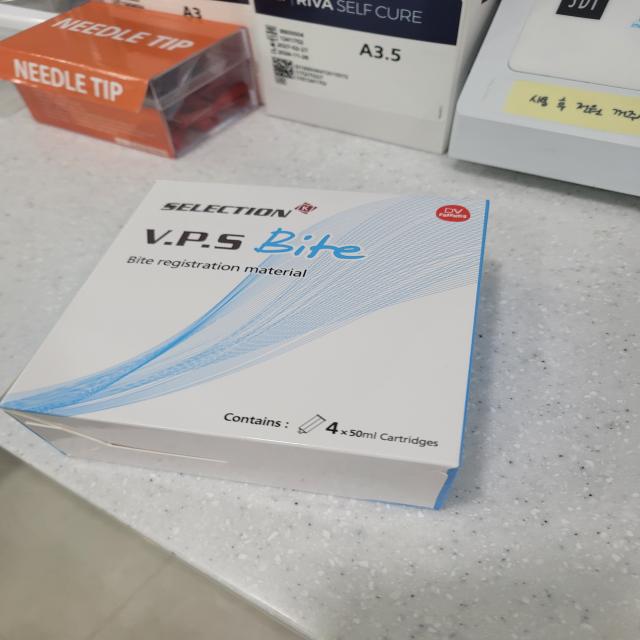 A3
NEEDLE TIP
NEEDLE TIP
RIVA SELF CURE
A3.5
SDI
SELECTION
V.P.S Bite
Bite registration material
Contains : 4 x 50ml Cartridges